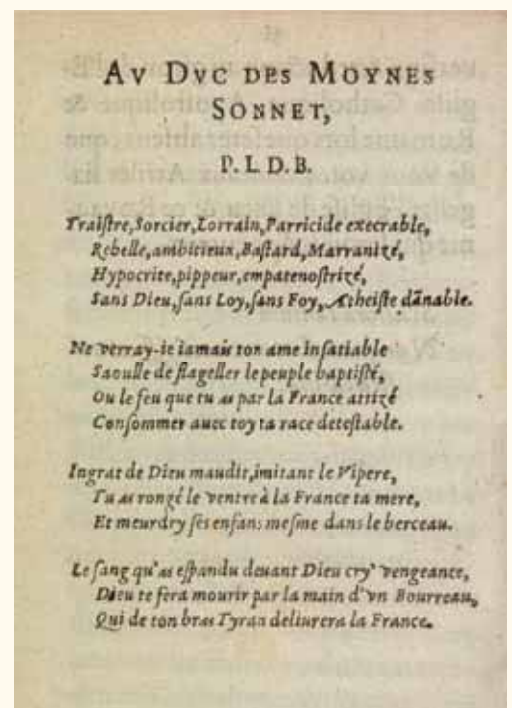 AV DVC DES MOYNES
SONNET,
P. L. D. B.
Traiſtre, Sorcier, Lorrain, Parricide execrable,
Rebelle, ambitieux, Baſtard, Marranizé,
Hypocrite, pippeur, empatenoſtrizé,
Sans Dieu, ſans Loy, ſans Foy, Atheiſte dãnable.
Ne verray-ie iamais ton ame inſatiable
Saoulle de flageller le peuple baptiſté,
Ou le feu que tu as par la France attizé
Conſommer auec toy ta race deteſtable.
Ingrat de Dieu maudit, imitant le Vipere,
Tu as rongé le ventre à la France ta mere,
Et meurdry ſes enfans meſme dans le berceau.
Le ſang qu'as eſpandu deuant Dieu cry' vengeance,
Dieu te fera mourir par la main d'vn Bourreau,
Qui de ton bras Tyran deliurera la France.